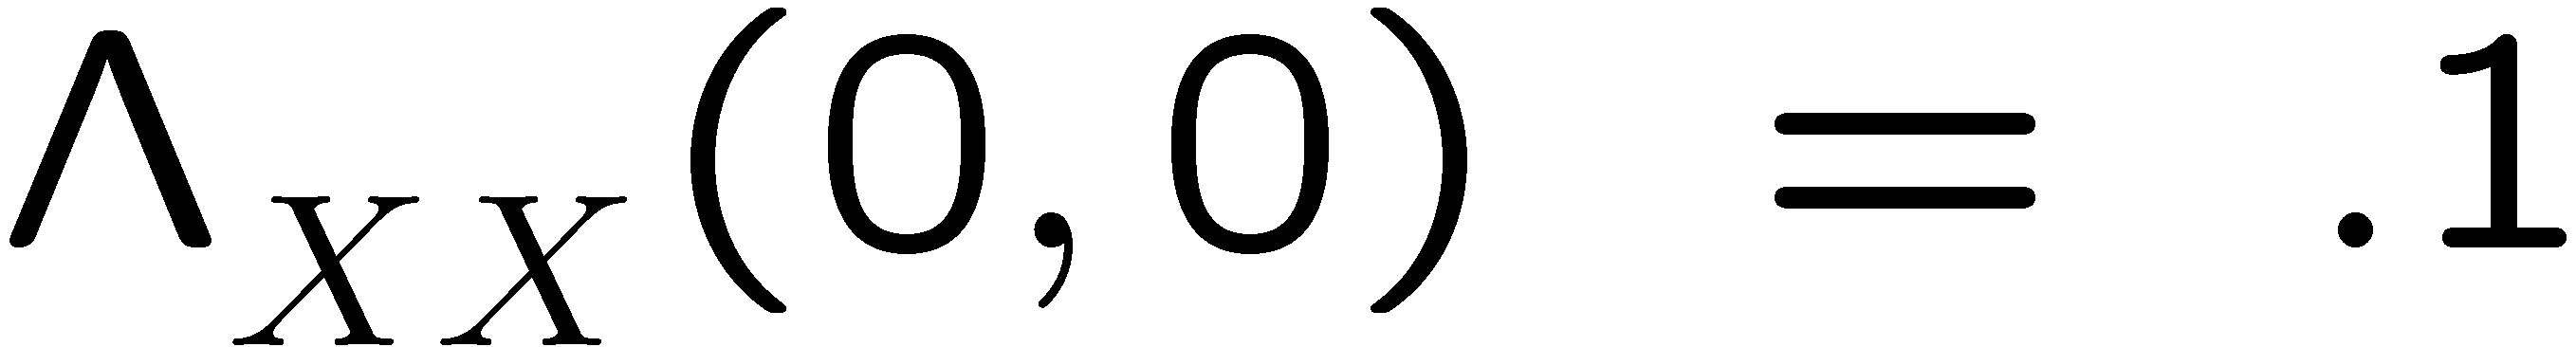 Λ_{XX}(0,0) = .1